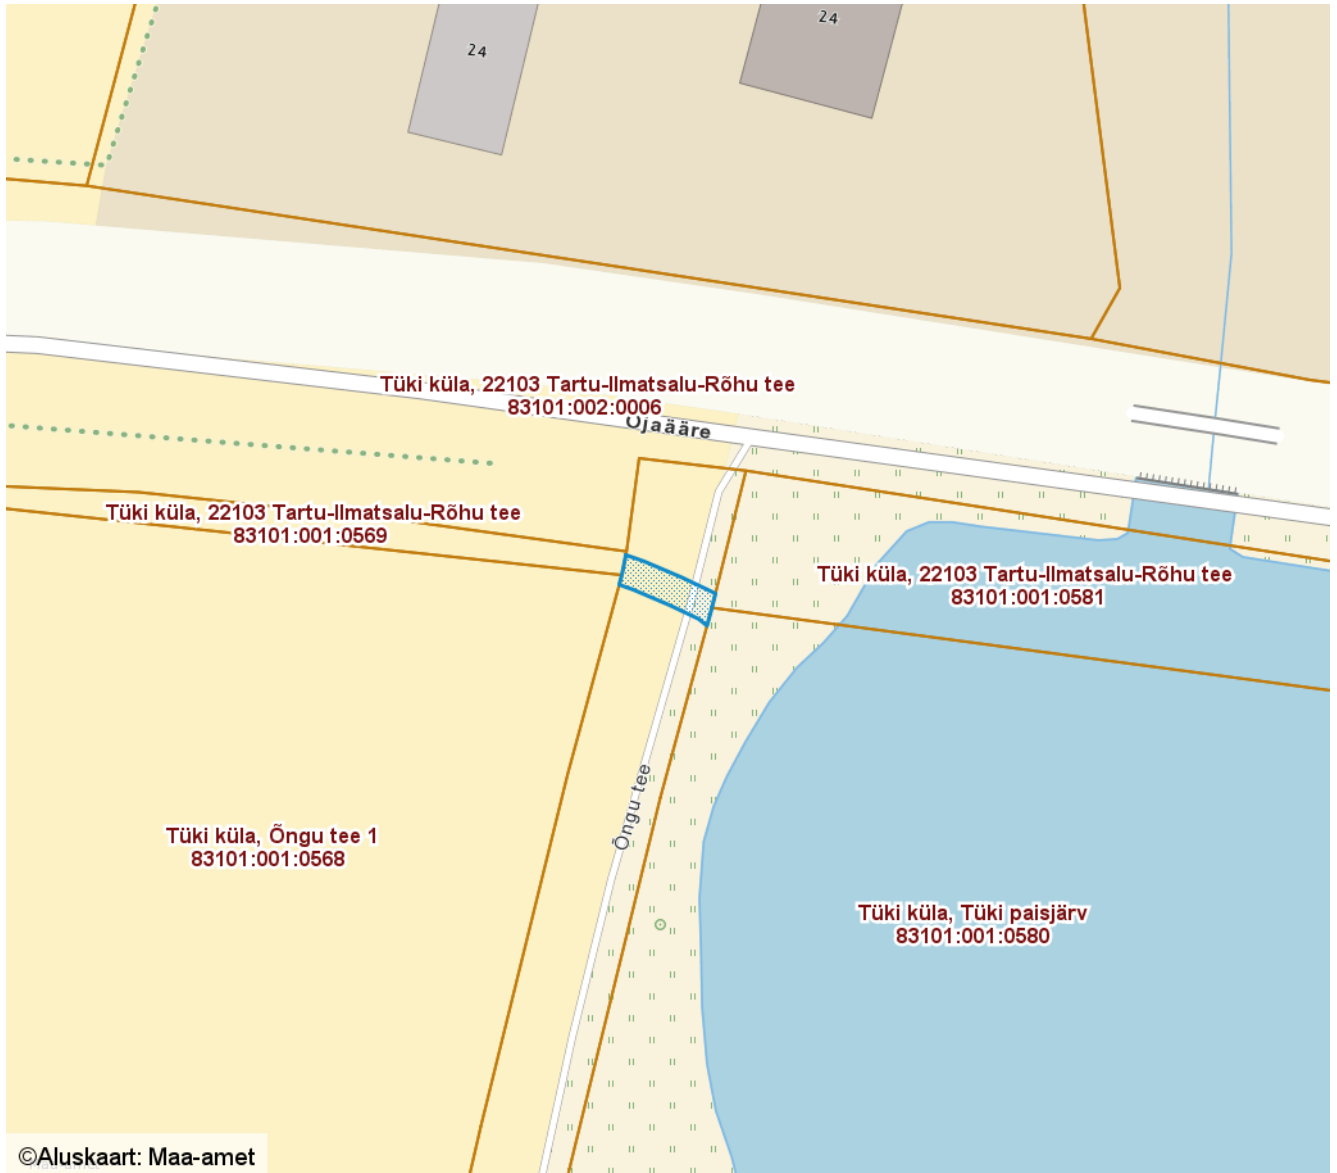 24
24
Tüki küla, 22103 Tartu-Ilmatsalu-Rõhu tee
83101:002:0006
Ojaääre
Tüki küla, 22103 Tartu-Ilmatsalu-Rõhu tee
83101:001:0569
Tüki küla, 22103 Tartu-Ilmatsalu-Rõhu tee
83101:001:0581
Õngu tee
Tüki küla, Õngu tee 1
83101:001:0568
Tüki küla, Tüki paisjärv
83101:001:0580
©Aluskaart: Maa-amet